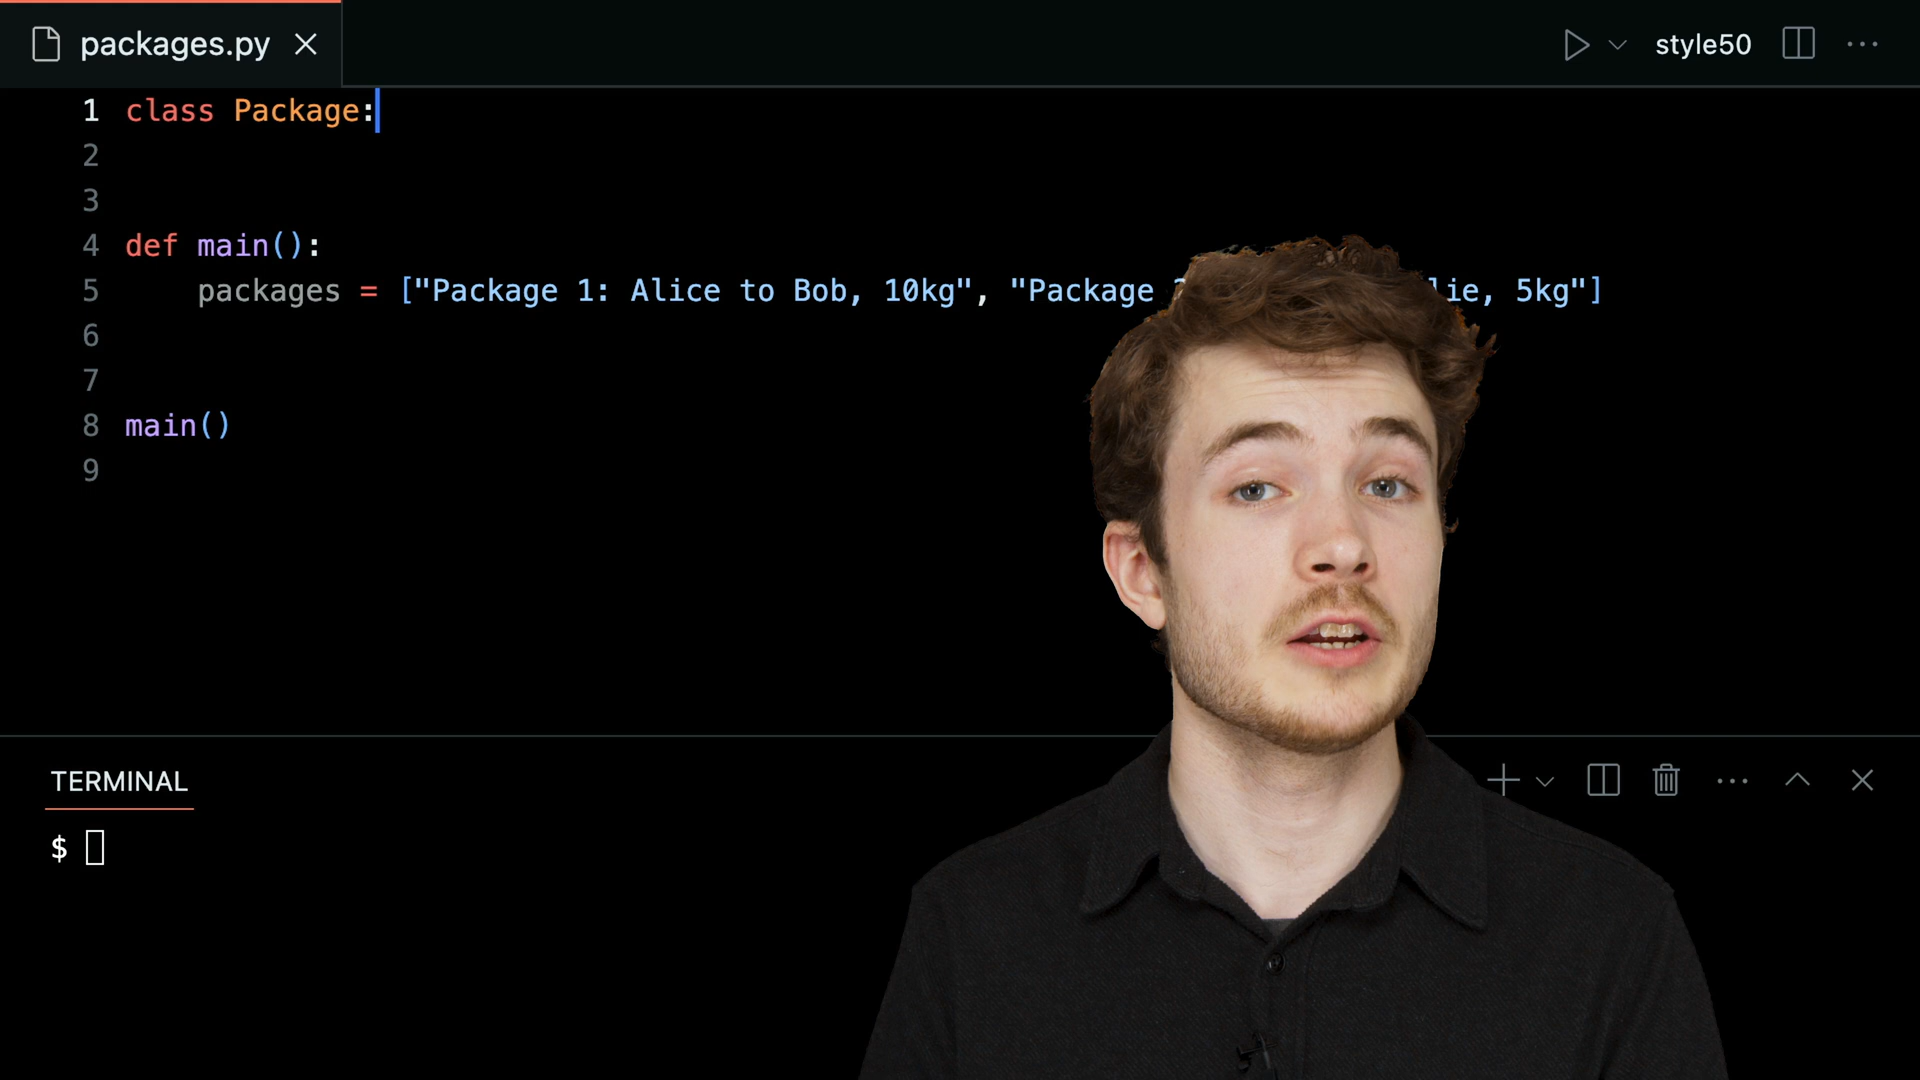 packages.py
style50
1 class Package:
2
3
4 def main():
5 packages = ["Package 1: Alice to Bob, 10kg", "Package lie, 5kg"]
6
7
8 main()
9
TERMINAL
$